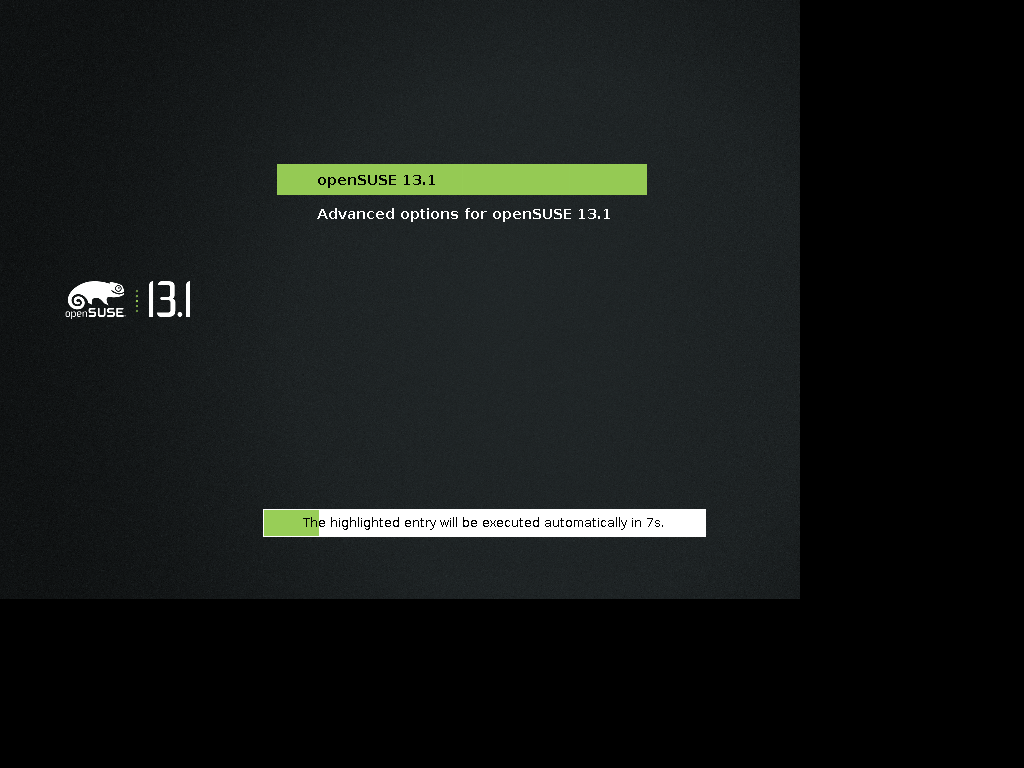 openSUSE 13.1
Advanced options for openSUSE 13.1
openSUSE 13.1
The highlighted entry will be executed automatically in 7s.